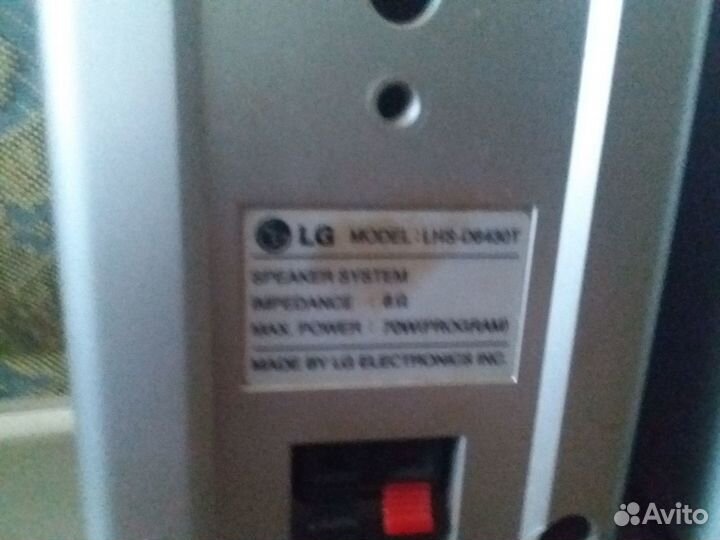 LG MODEL : LHS-D6430T
SPEAKER SYSTEM
IMPEDANCE : 8 Ω
MAX. POWER : 70W(PROGRAM)
MADE BY LG ELECTRONICS INC.
Avito